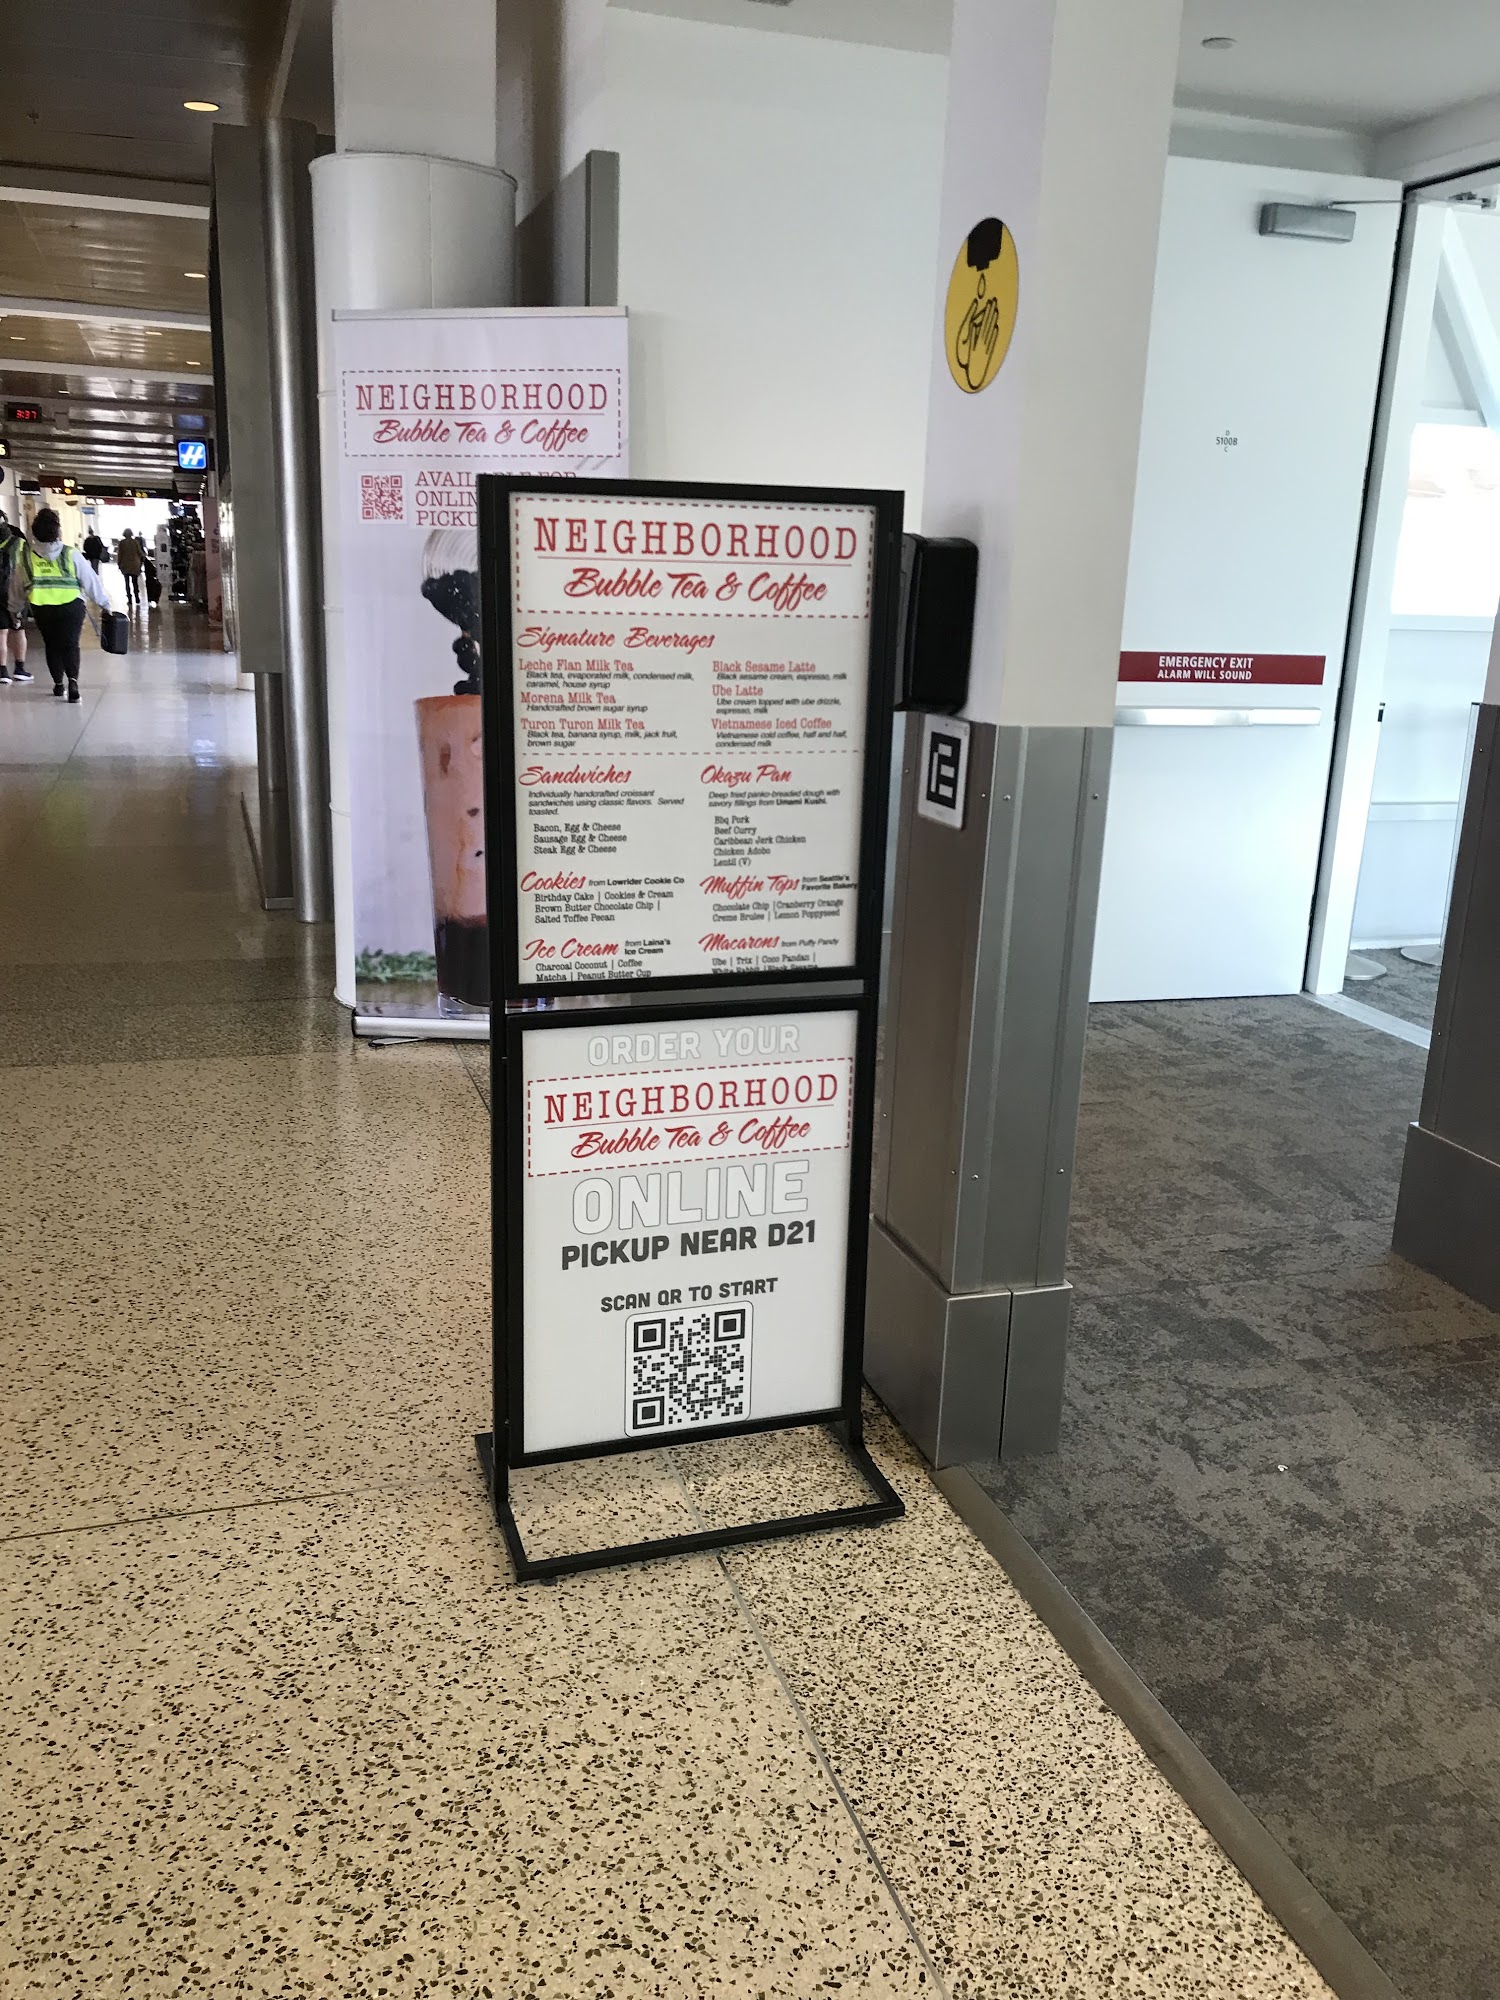 NEIGHBORHOOD
Bubble Tea & Coffee
ONLIN
PICKU
NEIGHBORHOOD
Bubble Tea & Coffee
Signature Beverages
Leche Flan Milk Tea
Black tea, evaporated milk, condensed milk,
caramel, house syrup
Morena Milk Tea
Handcrafted brown sugar syrup
Turon Turon Milk Tea
Black tea, banana syrup, milk, jack fruit,
brown sugar
Black Sesame Latte
Black sesame cream, espresso, milk
Ube Latte
Ube cream topped with ube drizzle,
espresso, milk
Vietnamese Iced Coffee
Vietnamese cold coffee, half and half,
condensed milk
Sandwiches
Individually handcrafted croissant
sandwiches using classic flavors. Served
toasted.
Bacon, Egg & Cheese
Sausage Egg & Cheese
Steak Egg & Cheese
Okazu Pan
Deep fried panko-breaded dough with
savory fillings from Umami Kushi.
Bbq Pork
Beef Curry
Caribbean Jerk Chicken
Chicken Adobo
Lentil (V)
Cookies from Lowrider Cookie Co
Birthday Cake | Cookies & Cream
Brown Butter Chocolate Chip |
Salted Toffee Pecan
Muffin Tops from Seattle's
Favorite Bakery
Chocolate Chip | Cranberry Orange
Creme Brulee | Lemon Poppyseed
Ice Cream from Laina's
Ice Cream
Charcoal Coconut | Coffee
Matcha | Peanut Butter Cup
Macarons from Puffy Pandy
Ube | Trix | Coco Pandan |
White Rabbit | Black Sesame
ORDER YOUR
NEIGHBORHOOD
Bubble Tea & Coffee
ONLINE
PICKUP NEAR D21
SCAN QR TO START
D
S100B
C
EMERGENCY EXIT
ALARM WILL SOUND